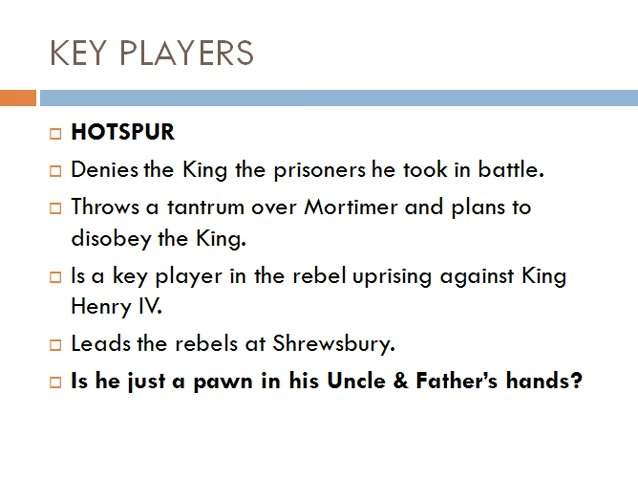 KEY PLAYERS
HOTSPUR
Denies the King the prisoners he took in battle.
Throws a tantrum over Mortimer and plans to
disobey the King.
Is a key player in the rebel uprising against King
Henry IV.
Leads the rebels at Shrewsbury.
Is he just a pawn in his Uncle & Father's hands?